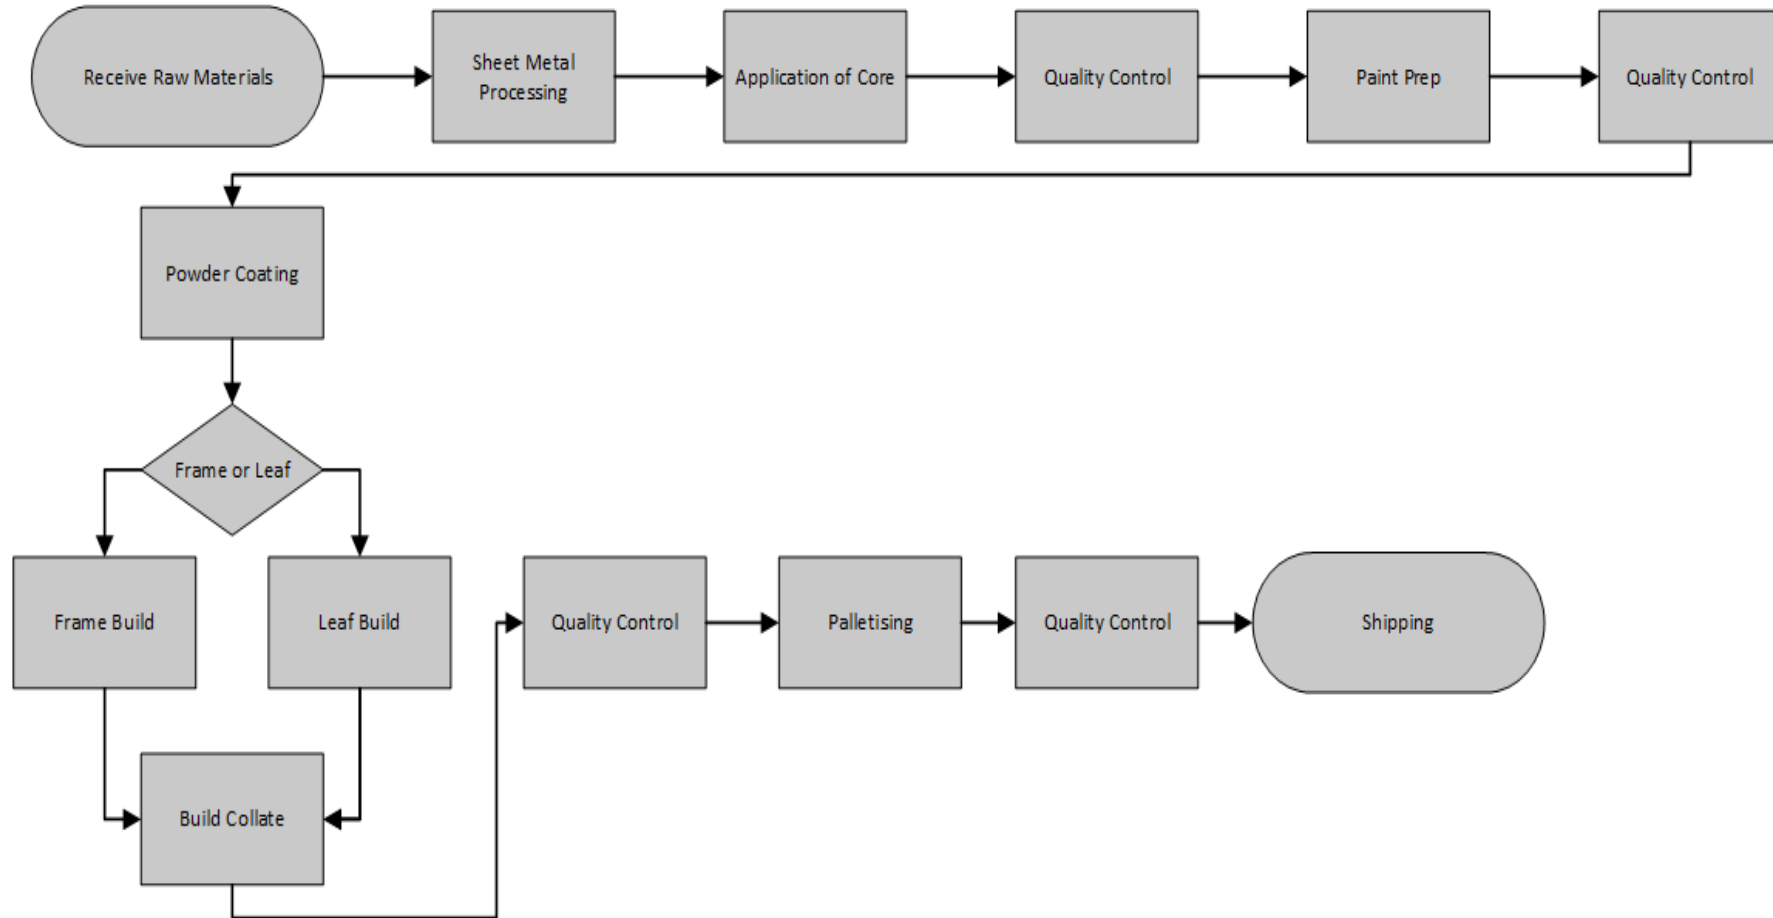 Receive Raw Materials
Sheet Metal
Processing
Application of Core
Quality Control
Paint Prep
Quality Control
Powder Coating
Frame or Leaf
Frame Build
Leaf Build
Quality Control
Palletising
Quality Control
Shipping
Build Collate